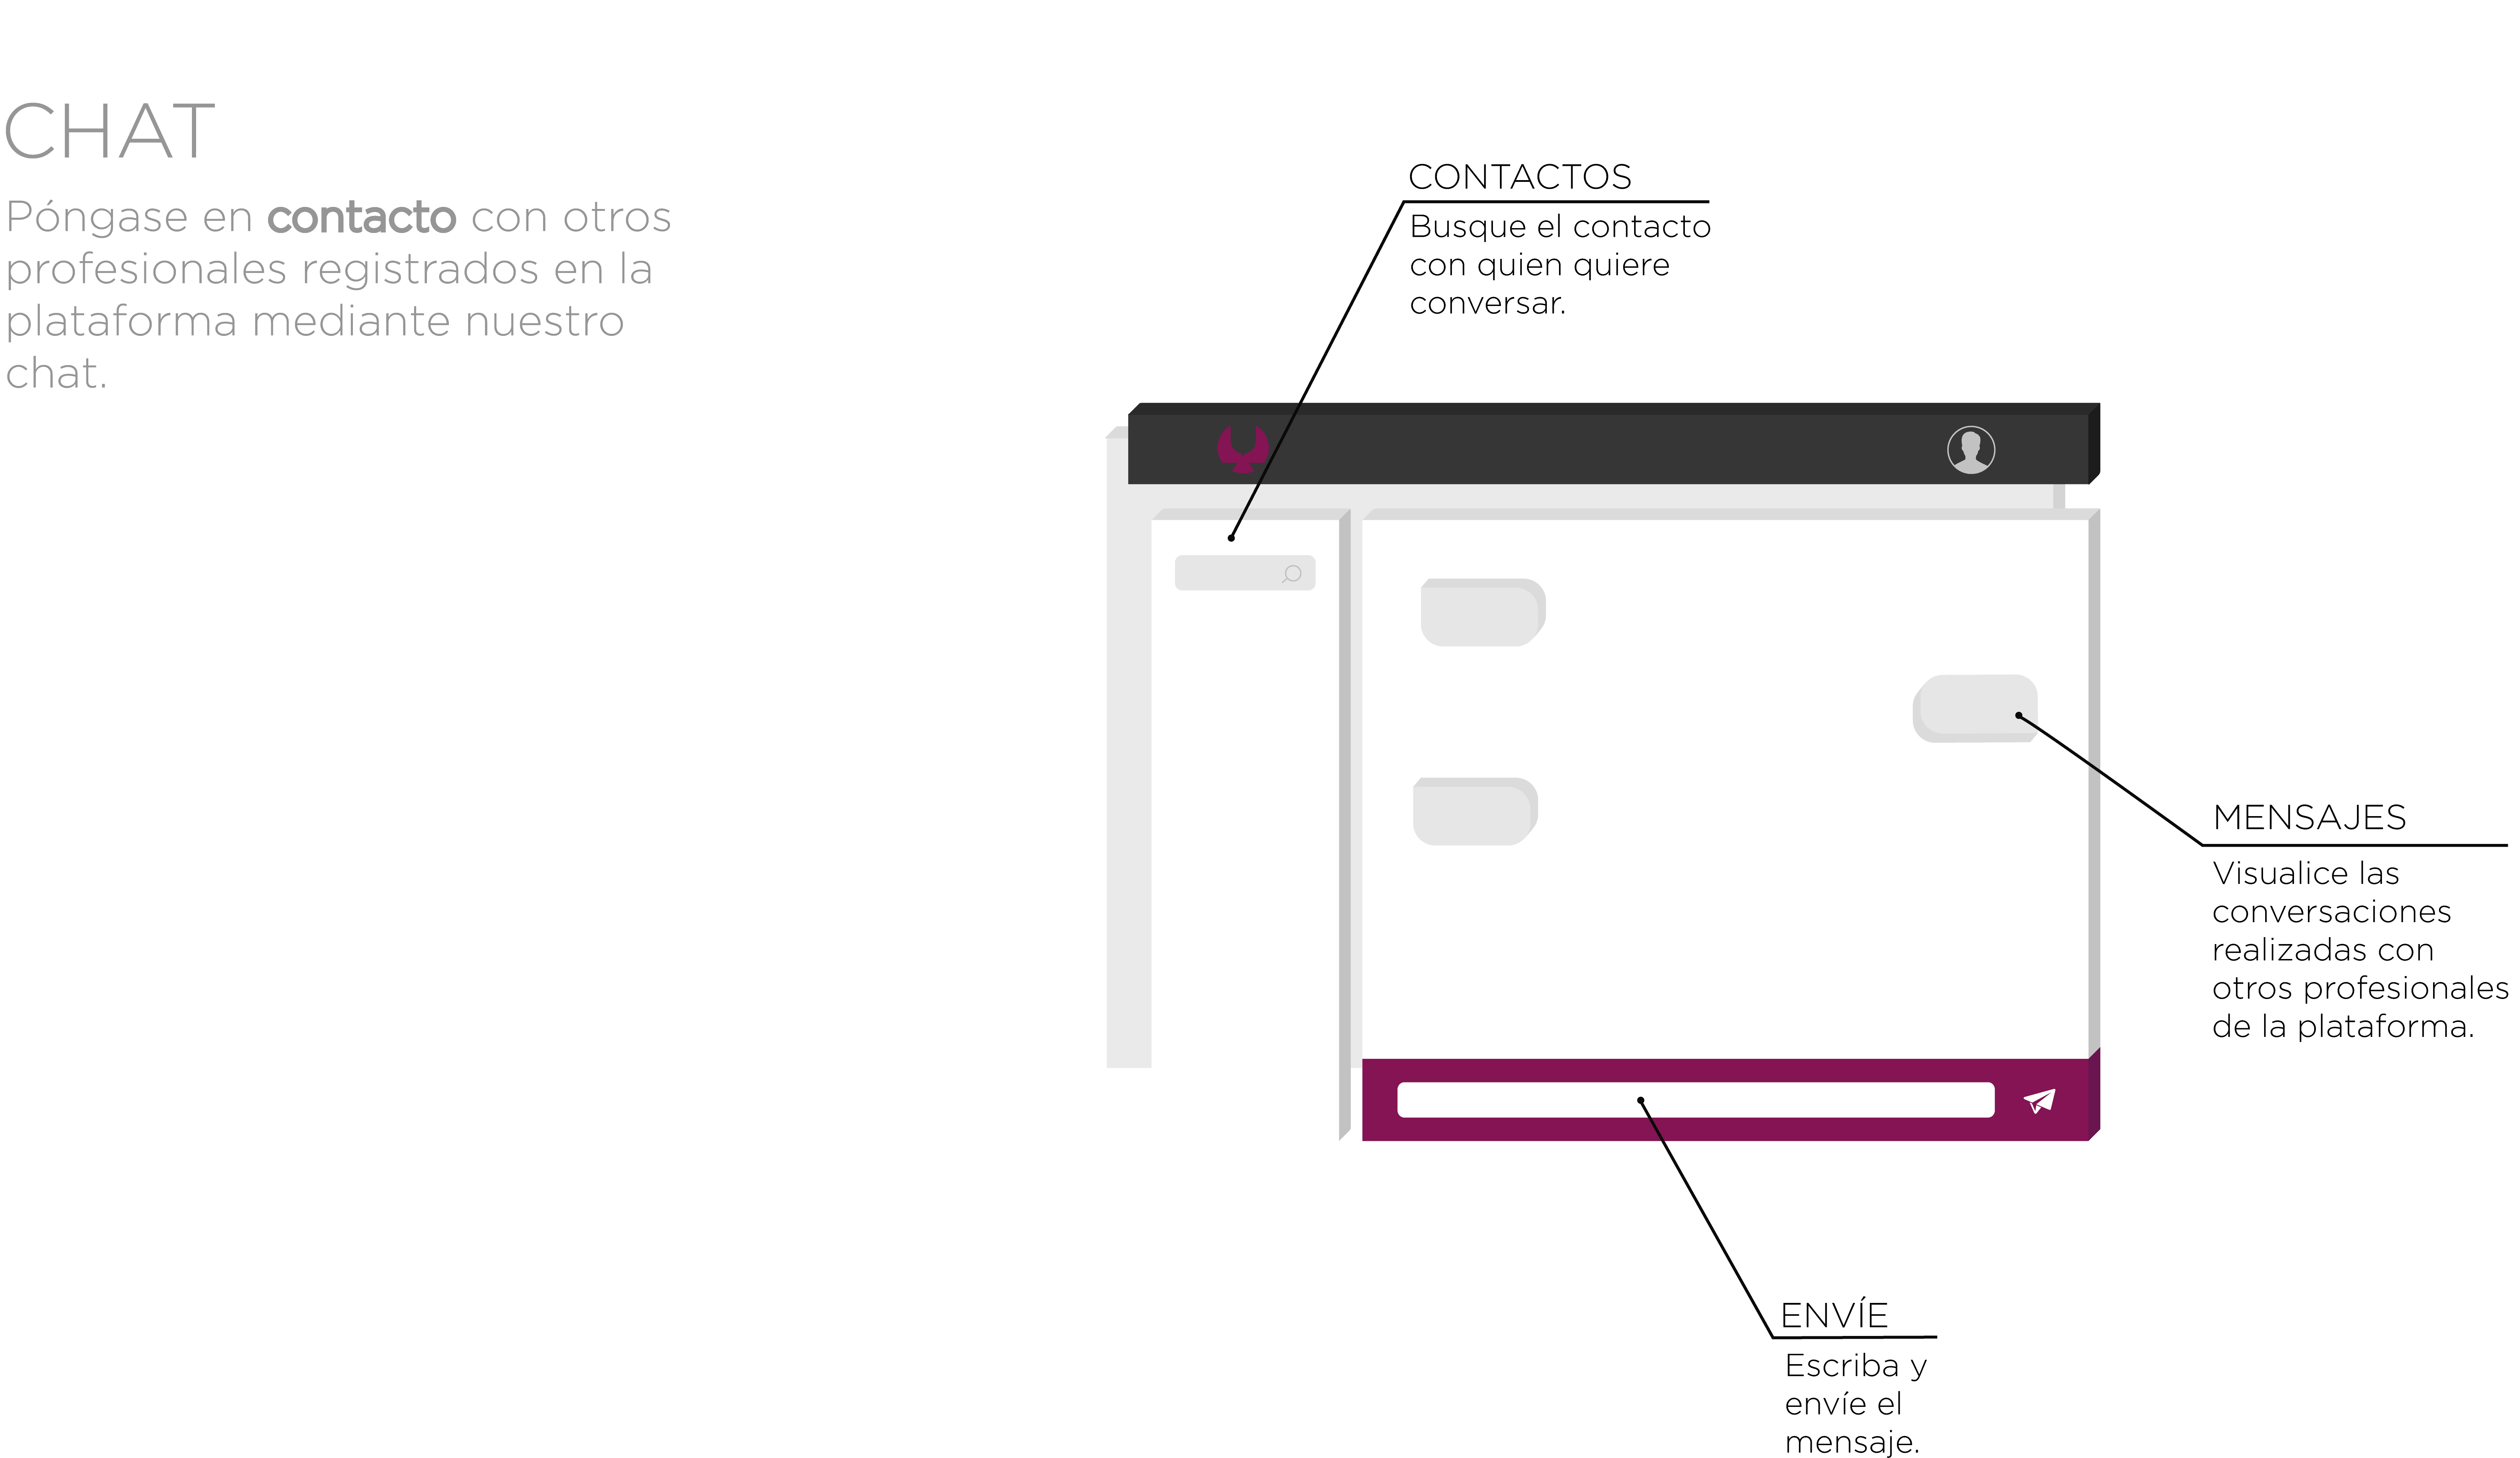 CHAT
Póngase en contacto con otros
profesionales registrados en la
plataforma mediante nuestro
chat.
CONTACTOS
Busque el contacto
con quien quiere
conversar.
MENSAJES
Visualice las
conversaciones
realizadas con
otros profesionales
de la plataforma.
ENVÍE
Escriba y
envíe el
mensaje.